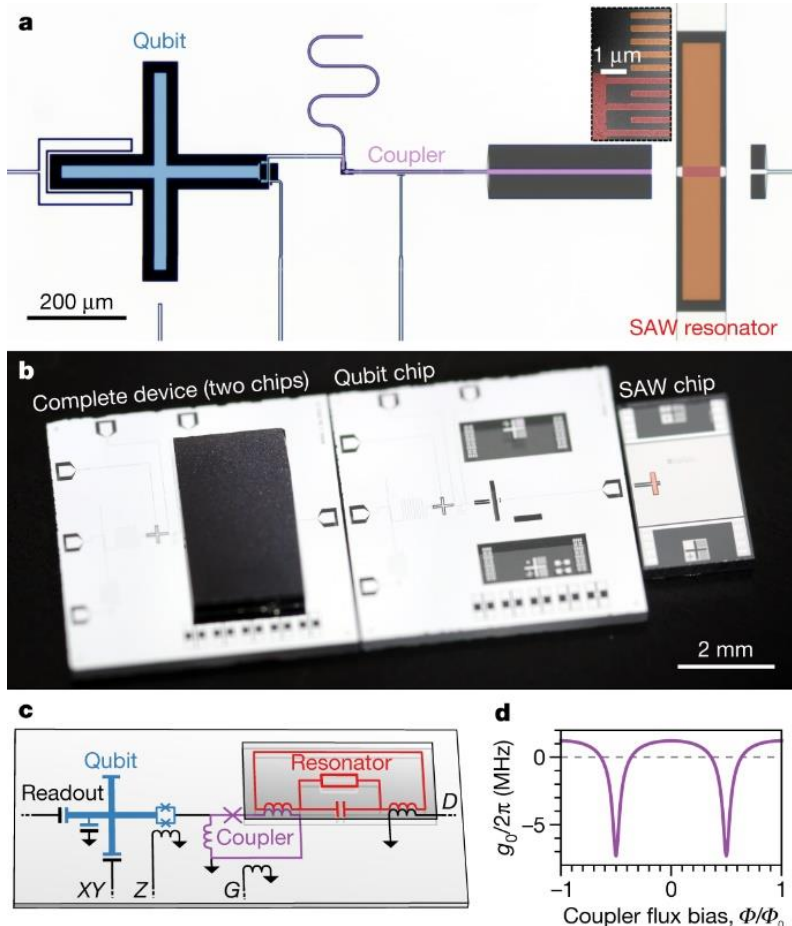 a
Qubit
1 μm
Coupler
200 μm
SAW resonator
b
Complete device (two chips)
Qubit chip
SAW chip
2 mm
c
Qubit
Readout
Resonator
D
Coupler
XY
Z
G
d
g₀/2π (MHz)
0
−5
−1
0
1
Coupler flux bias, Φ/Φ₀